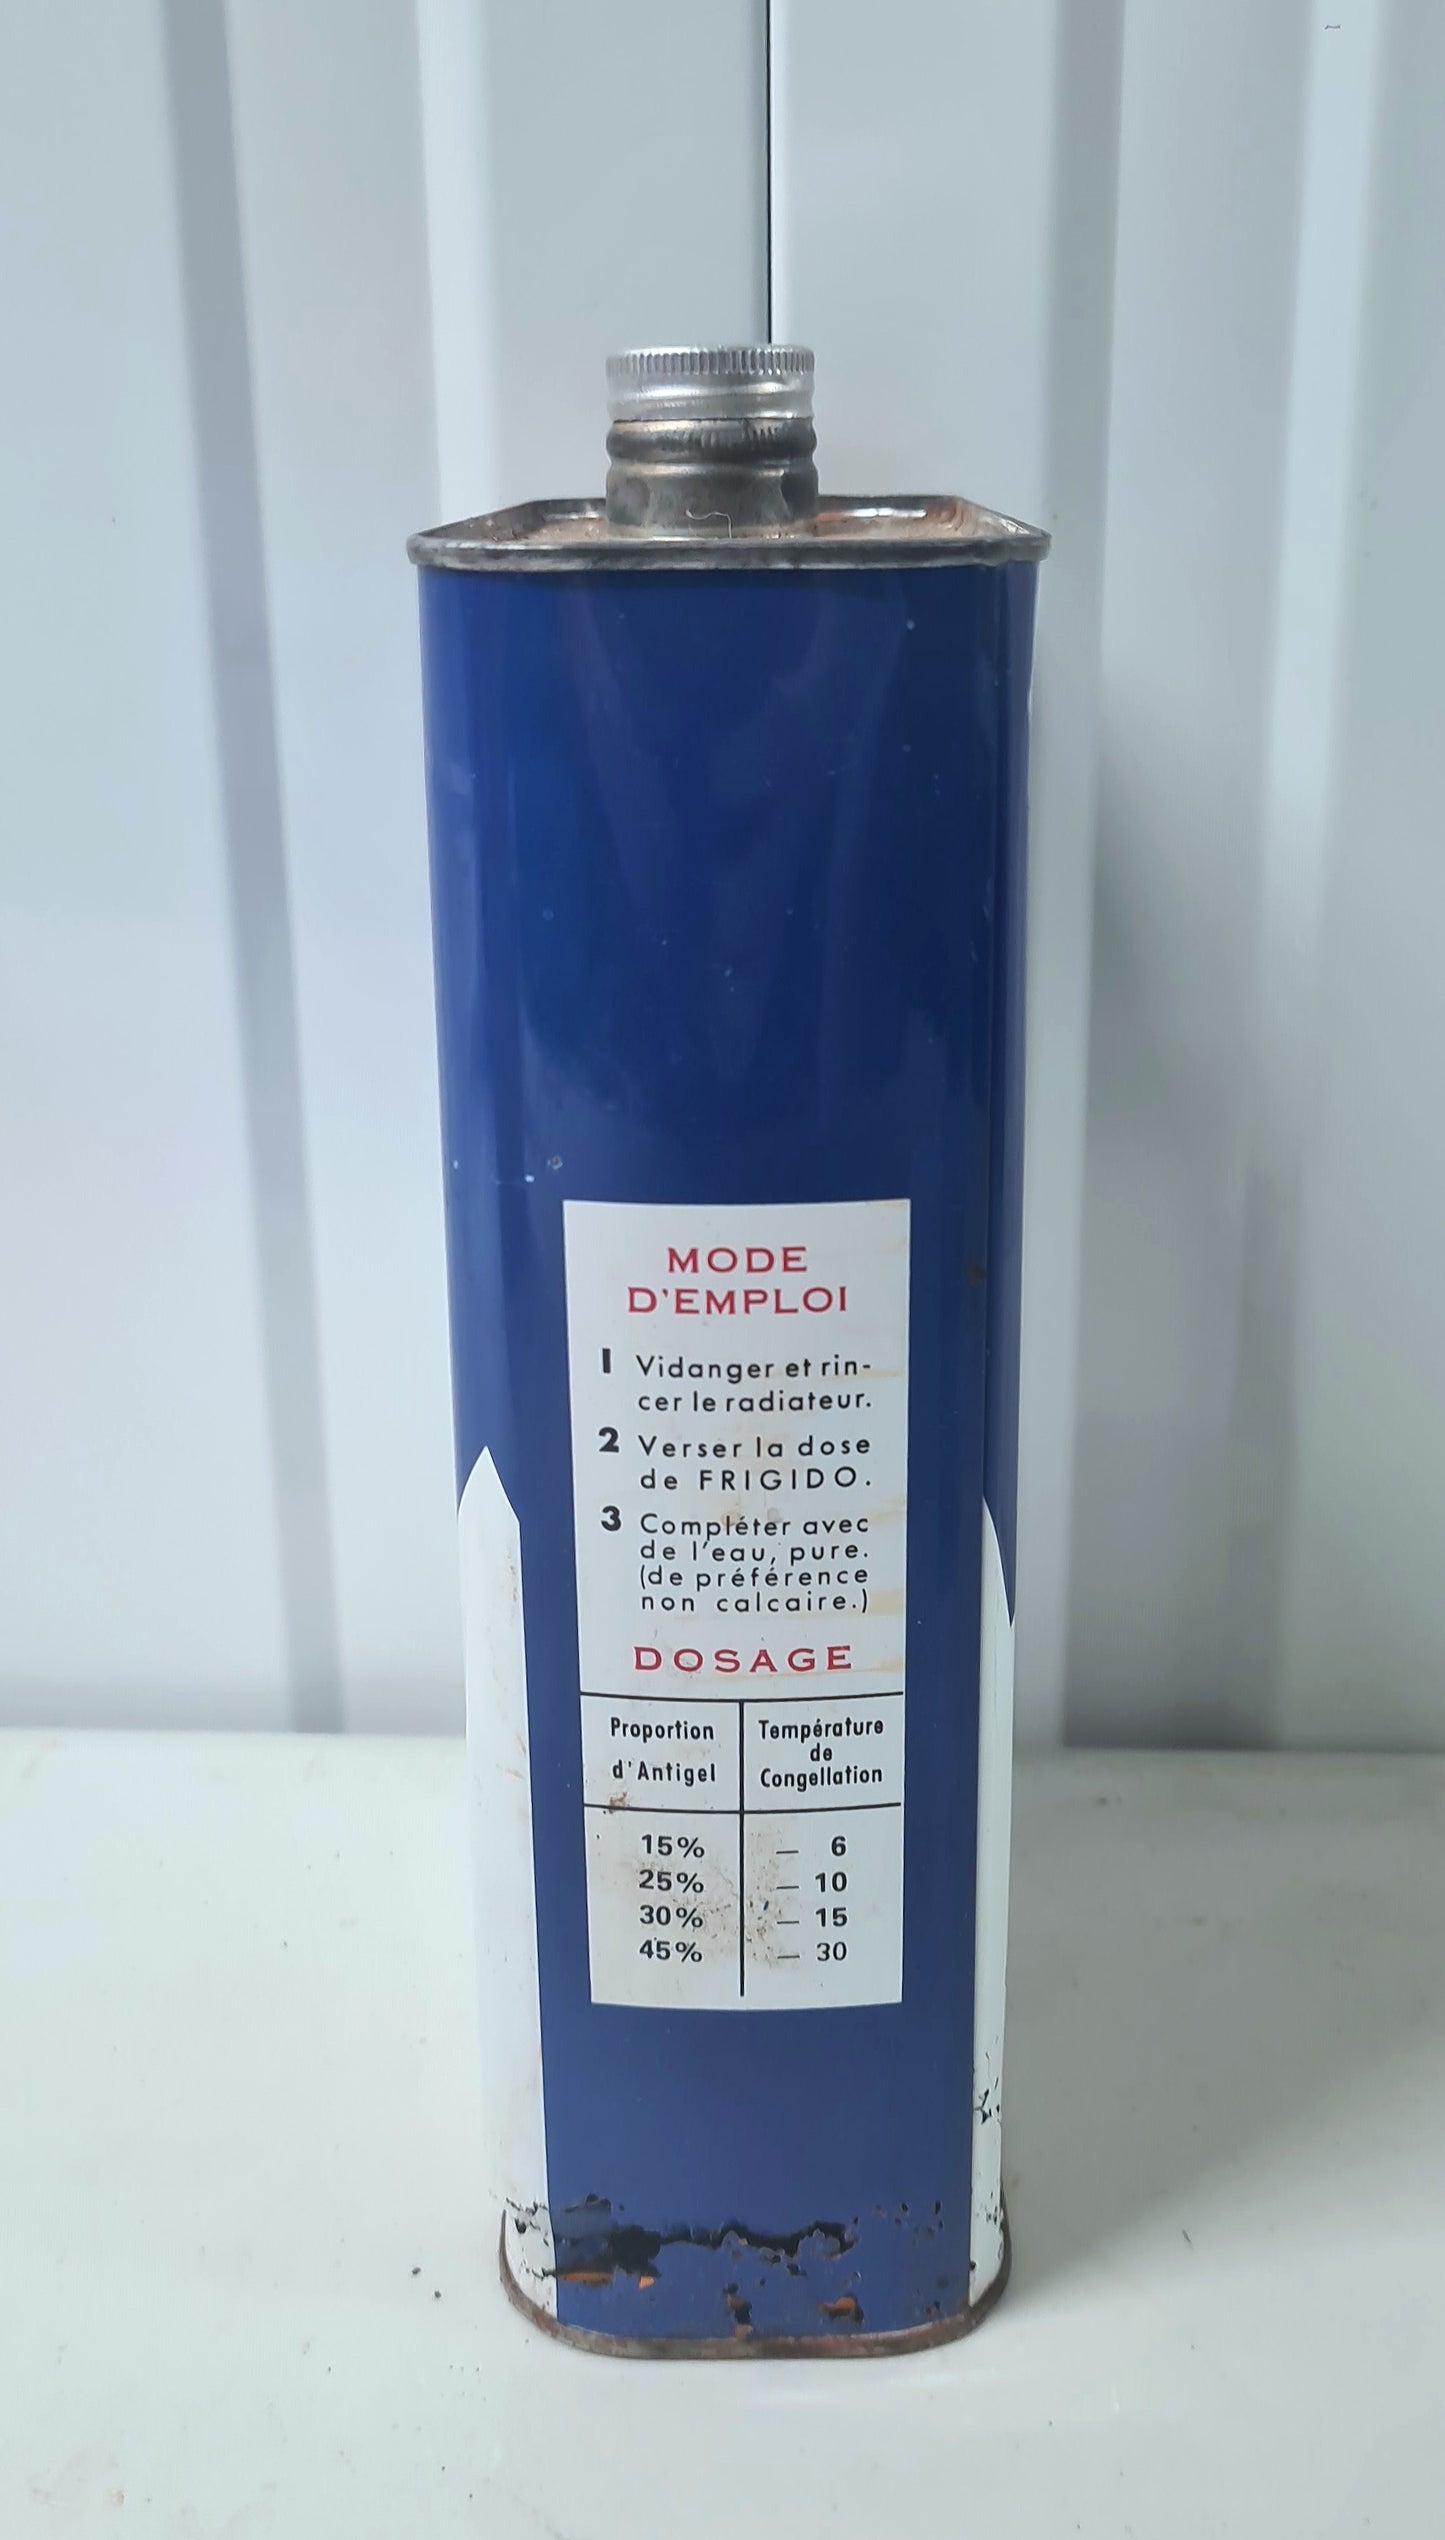 MODE
D'EMPLOI
1 Vidanger et rin-
cer le radiateur.
2 Verser la dose
de FRIGIDO.
3 Compléter avec
de l'eau, pure.
(de préférence
non calcaire.)
DOSAGE
Proportion
d'Antigel
Température
de
Congellation
15% — 6
25% — 10
30% — 15
45% — 30